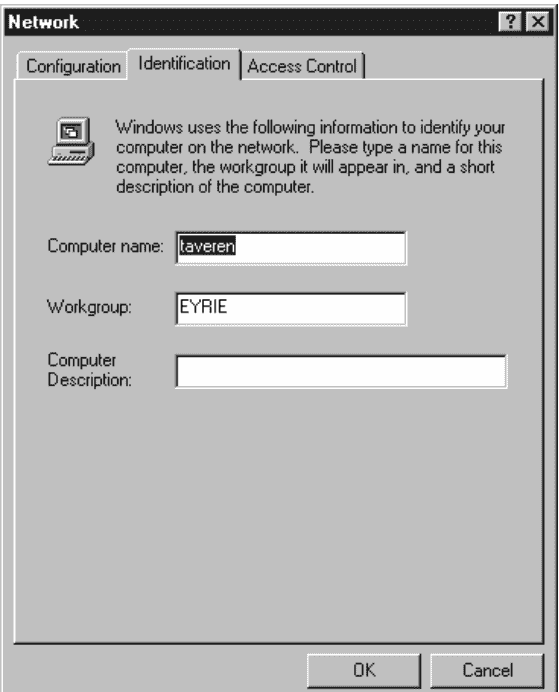 Network
Configuration Identification Access Control
Windows uses the following information to identify your
computer on the network.  Please type a name for this
computer, the workgroup it will appear in, and a short
description of the computer.
Computer name: taveren
Workgroup: EYRIE
Computer
Description:
OK Cancel